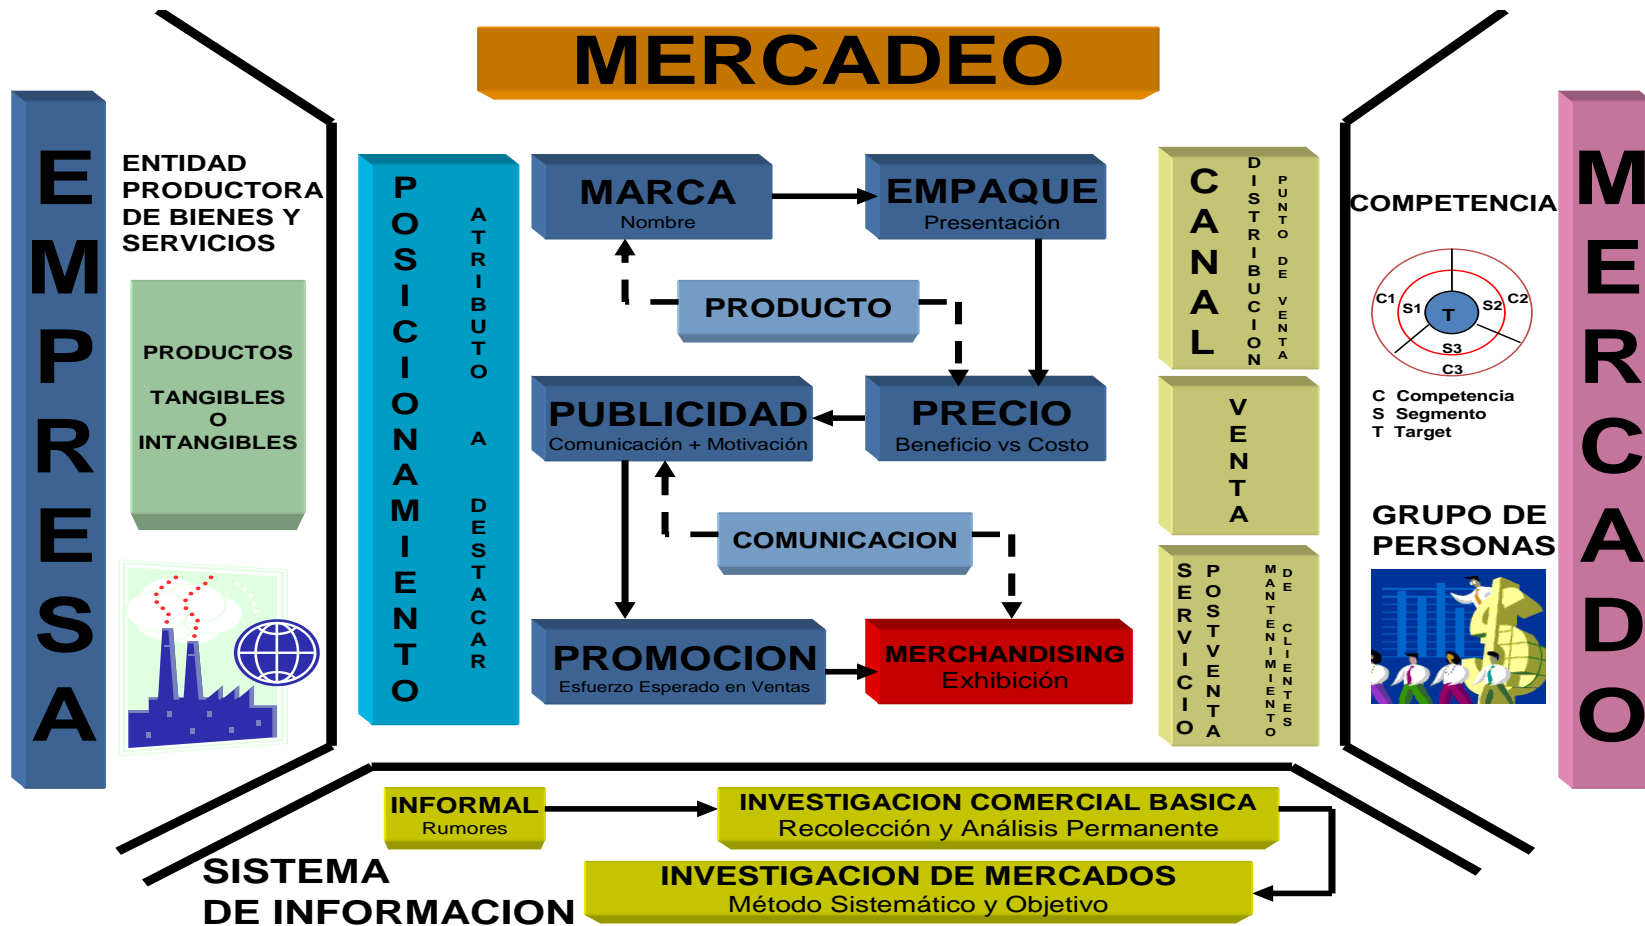 MERCADEO
EMPRESA
ENTIDAD
PRODUCTORA
DE BIENES Y
SERVICIOS
PRODUCTOS
TANGIBLES
O
INTANGIBLES
POSICIONAMIENTO
ATRIBUTO A DESTACAR
MARCA
Nombre
EMPAQUE
Presentación
PRODUCTO
PUBLICIDAD
Comunicación + Motivación
PRECIO
Beneficio vs Costo
COMUNICACION
PROMOCION
Esfuerzo Esperado en Ventas
MERCHANDISING
Exhibición
CANAL
DISTRIBUCION
PUNTO DE VENTA
VENTA
SERVICIO
POSTVENTA
MANTENIMIENTO
DE CLIENTES
COMPETENCIA
C1
S1
T
S2
C2
S3
C3
C Competencia
S Segmento
T Target
GRUPO DE
PERSONAS
MERCADO
INFORMAL
Rumores
INVESTIGACION COMERCIAL BASICA
Recolección y Análisis Permanente
INVESTIGACION DE MERCADOS
Método Sistemático y Objetivo
SISTEMA
DE INFORMACION